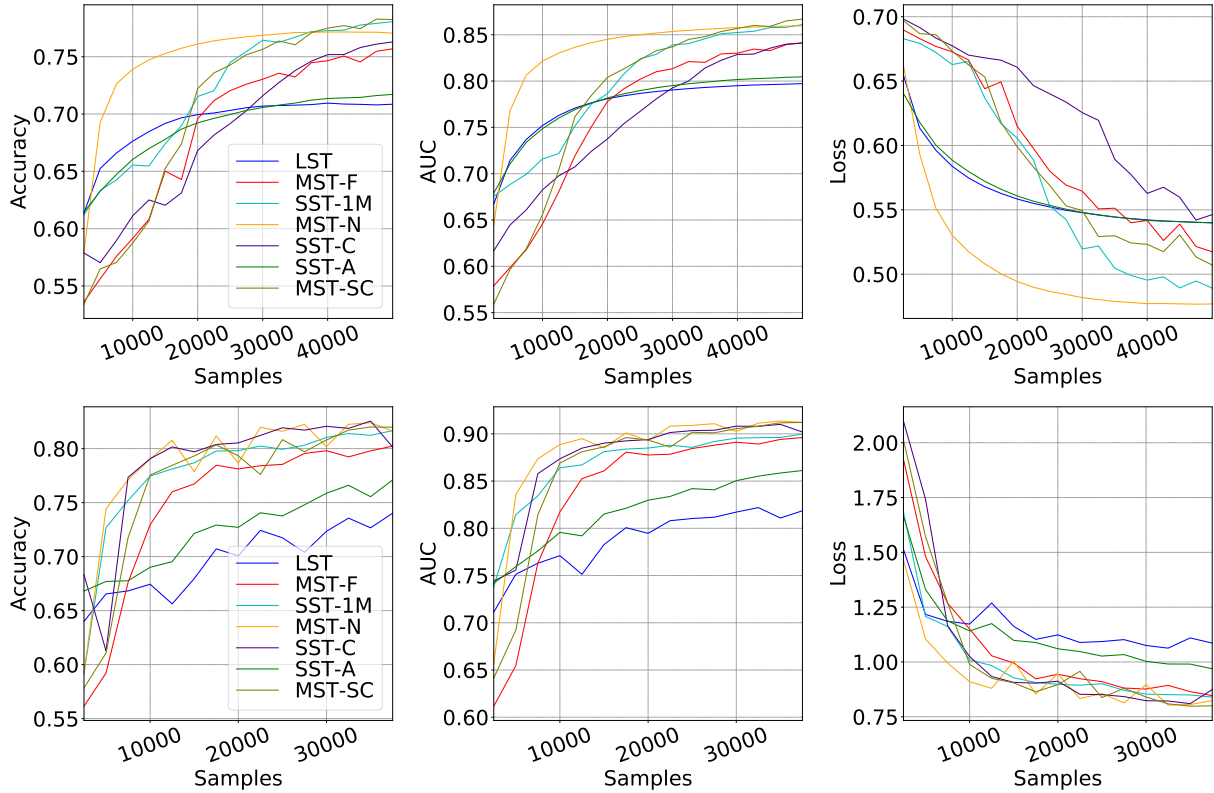 0.75
0.70
0.65
0.60
0.55
Accuracy
10000
20000
30000
40000
Samples
LST
MST-F
SST-1M
MST-N
SST-C
SST-A
MST-SC
0.85
0.80
0.75
0.70
0.65
0.60
0.55
AUC
10000
20000
30000
40000
Samples
0.70
0.65
0.60
0.55
0.50
Loss
10000
20000
30000
40000
Samples
0.80
0.75
0.70
0.65
0.60
0.55
Accuracy
10000
20000
30000
Samples
LST
MST-F
SST-1M
MST-N
SST-C
SST-A
MST-SC
0.90
0.85
0.80
0.75
0.70
0.65
0.60
AUC
10000
20000
30000
Samples
2.00
1.75
1.50
1.25
1.00
0.75
Loss
10000
20000
30000
Samples